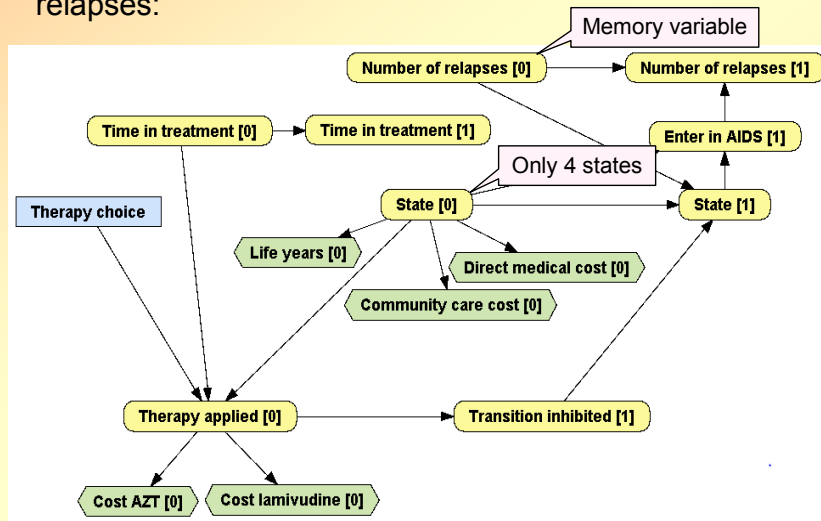 relapses:
Memory variable
Number of relapses [0]
Number of relapses [1]
Time in treatment [0]
Time in treatment [1]
Enter in AIDS [1]
Only 4 states
Therapy choice
State [0]
State [1]
Life years [0]
Direct medical cost [0]
Community care cost [0]
Therapy applied [0]
Transition inhibited [1]
Cost AZT [0]
Cost lamivudine [0]